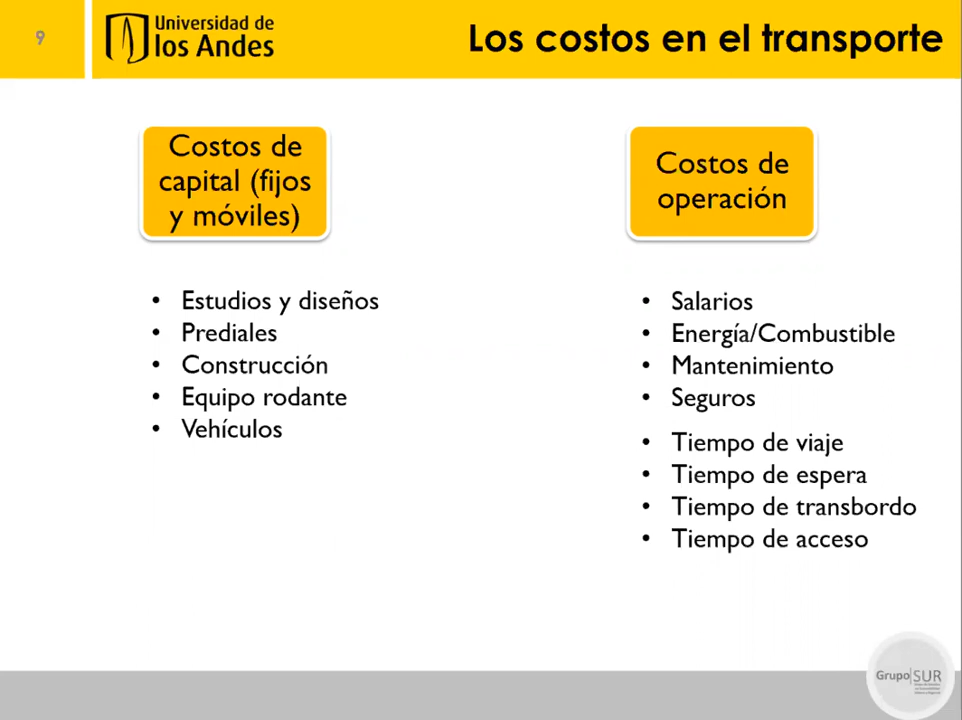 9
Universidad de
los Andes
Los costos en el transporte
Costos de
capital (fijos
y móviles)
• Estudios y diseños
• Prediales
• Construcción
• Equipo rodante
• Vehículos
Costos de
operación
• Salarios
• Energía/Combustible
• Mantenimiento
• Seguros
• Tiempo de viaje
• Tiempo de espera
• Tiempo de transbordo
• Tiempo de acceso
Grupo|SUR